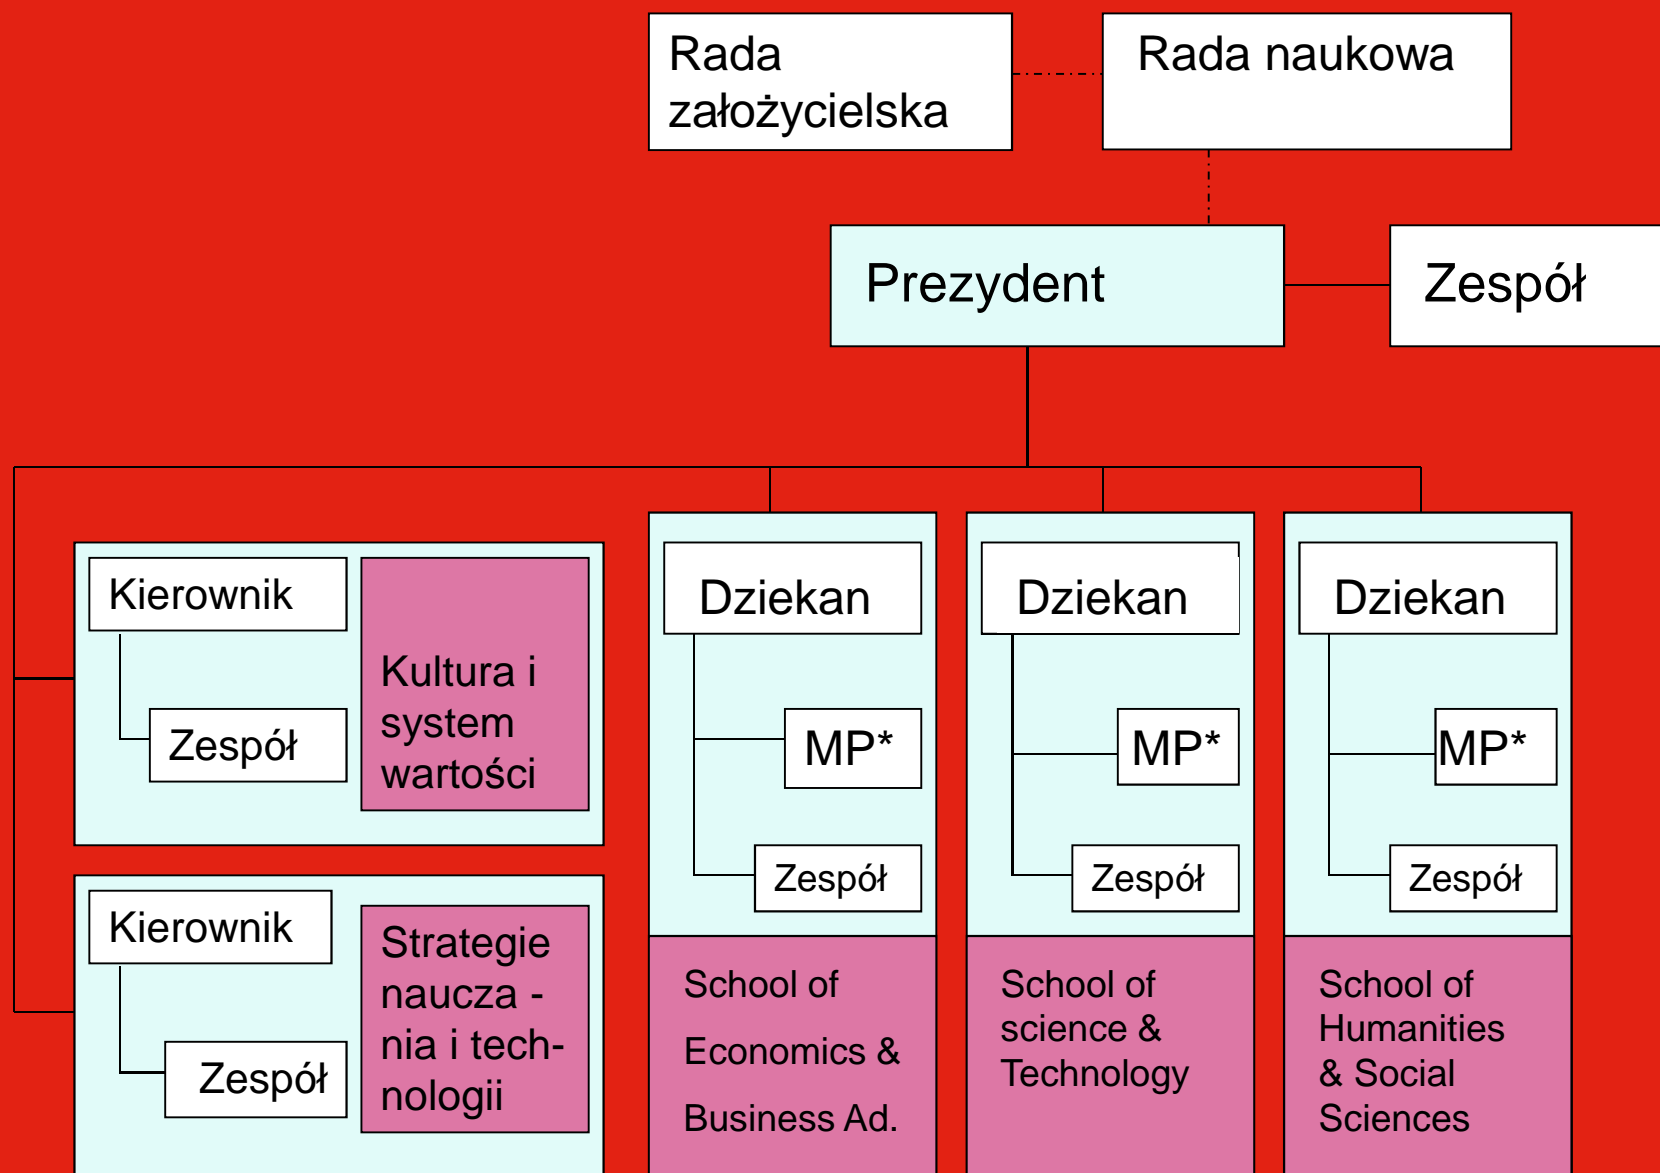 Rada
założycielska
Rada naukowa
Prezydent
Zespół
Kierownik
Zespół
Kultura i
system
wartości
Kierownik
Zespół
Strategie
naucza -
nia i tech-
nologii
Dziekan
MP*
Zespół
School of
Economics &
Business Ad.
Dziekan
MP*
Zespół
School of
science &
Technology
Dziekan
MP*
Zespół
School of
Humanities
& Social
Sciences